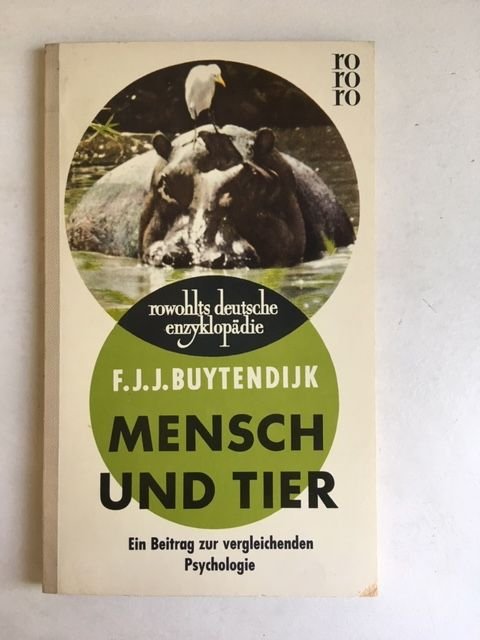 ro
ro
ro
rowohlts deutsche
enzyklopädie
F.J.J.BUYTENDIJK
MENSCH
UND TIER
Ein Beitrag zur vergleichenden
Psychologie